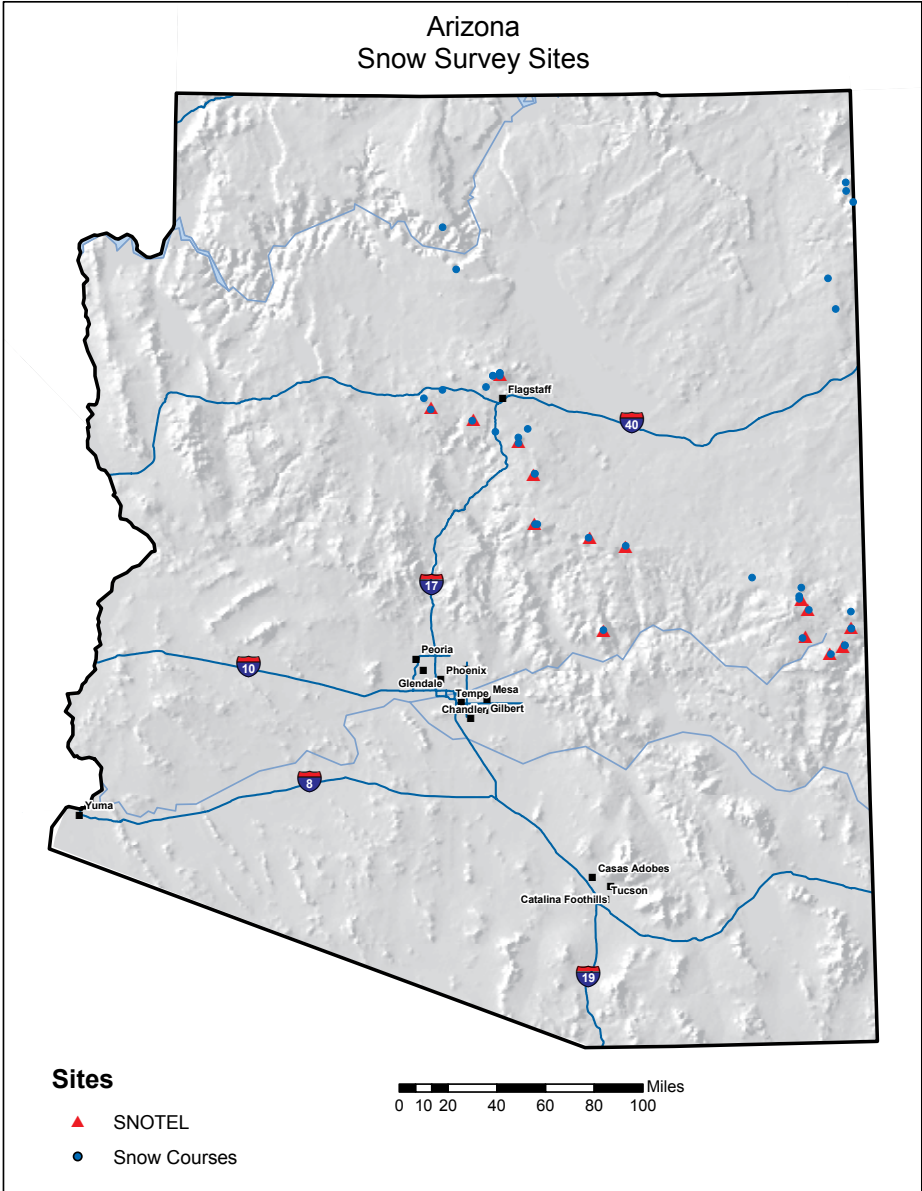 Arizona
Snow Survey Sites
Flagstaff
40
17
Peoria
10
Phoenix
Glendale
Tempe
Mesa
Chandler
Gilbert
8
Yuma
Casas Adobes
Tucson
Catalina Foothills
19
Sites
SNOTEL
Snow Courses
Miles
0 10 20 40 60 80 100